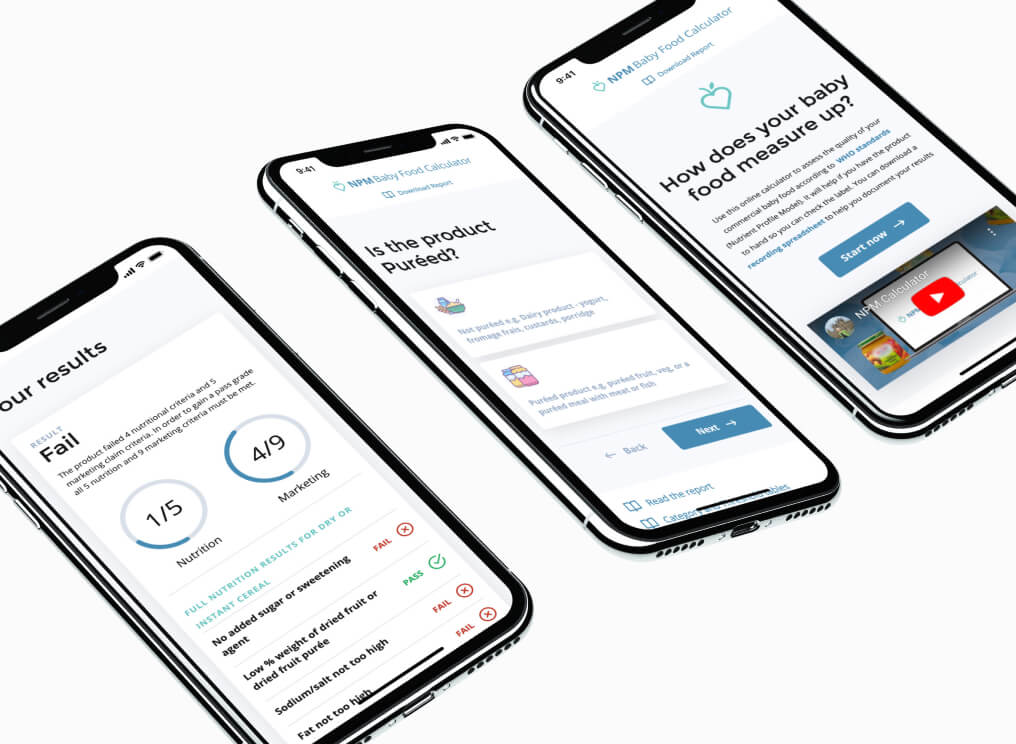 our results
RESULT
Fail
The product failed 4 nutritional criteria and 5
marketing claim criteria. In order to gain a pass grade
all 5 nutrition and 9 marketing criteria must be met.
1/5
Nutrition
4/9
Marketing
FULL NUTRITION RESULTS FOR DRY OR
INSTANT CEREAL
No added sugar or sweetening
agent
FAIL
Low % weight of dried fruit or
dried fruit purée
PASS
Sodium/salt not too high
FAIL
Fat not too high
FAIL
9:41
NPM Baby Food Calculator
Download Report
Is the product
Puréed?
Not puréed e.g. Dairy product - yogurt,
fromage frais, custards, porridge
Puréed product e.g. puréed fruit, veg, or a
puréed meal with meat or fish
← Back
Next →
Read the report
Category and
9:41
NPM Baby Food Calculator
Download Report
How does your baby
food measure up?
Use this online calculator to assess the quality of your
commercial baby food according to WHO standards
(Nutrient Profile Model). It will help if you have the product
to hand so you can check the label. You can download a
recording spreadsheet to help you document your results
Start now →
NPM Calculator